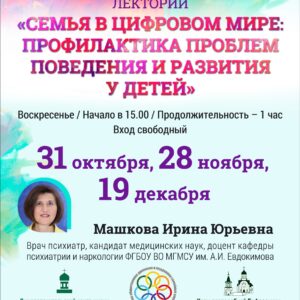 ЛЕКТОРИЙ
«СЕМЬЯ В ЦИФРОВОМ МИРЕ:
ПРОФИЛАКТИКА ПРОБЛЕМ
ПОВЕДЕНИЯ И РАЗВИТИЯ
У ДЕТЕЙ»
Воскресенье / Начало в 15.00 / Продолжительность – 1 час
Вход свободный
31 октября, 28 ноября,
19 декабря
Машкова Ирина Юрьевна
Врач психиатр, кандидат медицинских наук, доцент кафедры
психиатрии и наркологии ФГБОУ ВО МГМСУ им. А.И. Евдокимова